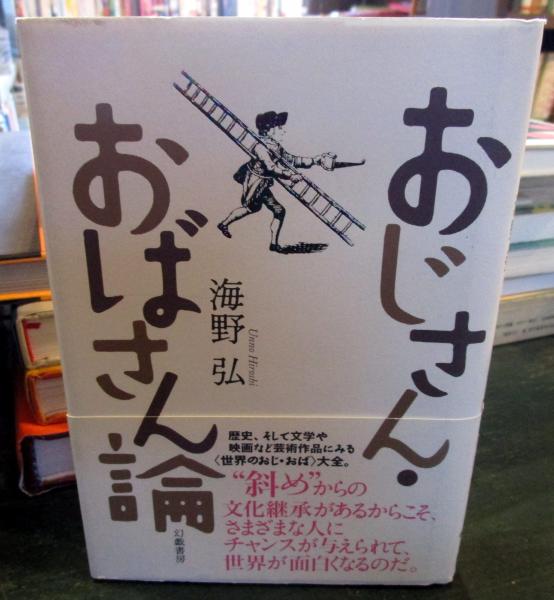 おじさん・
おばさん論
海野 弘
Unno Hiroshi
歴史、そして文学や
映画など芸術作品にみる
〈世界のおじ・おば〉大全。
“斜め”からの
文化継承があるからこそ、
さまざまな人に
チャンスが与えられて、
世界が面白くなるのだ。
幻戯書房